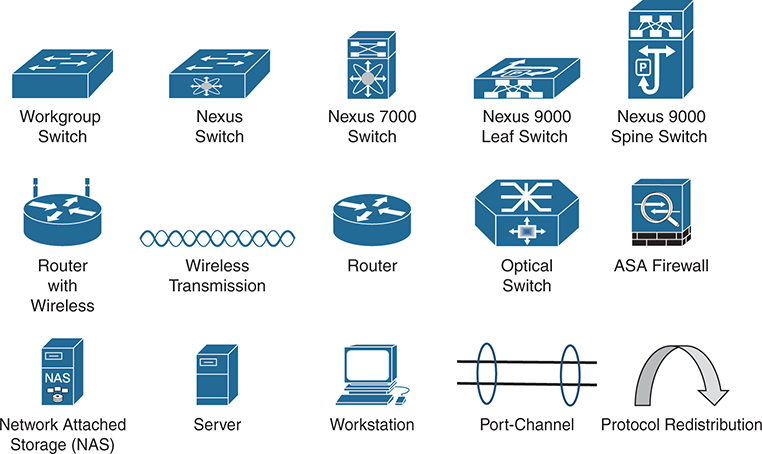 P
Workgroup
Switch
Nexus
Switch
Nexus 7000
Switch
Nexus 9000
Leaf Switch
Nexus 9000
Spine Switch
Router
with
Wireless
Wireless
Transmission
Router
Optical
Switch
ASA Firewall
NAS
Network Attached
Storage (NAS)
Server
Workstation
Port-Channel
Protocol Redistribution